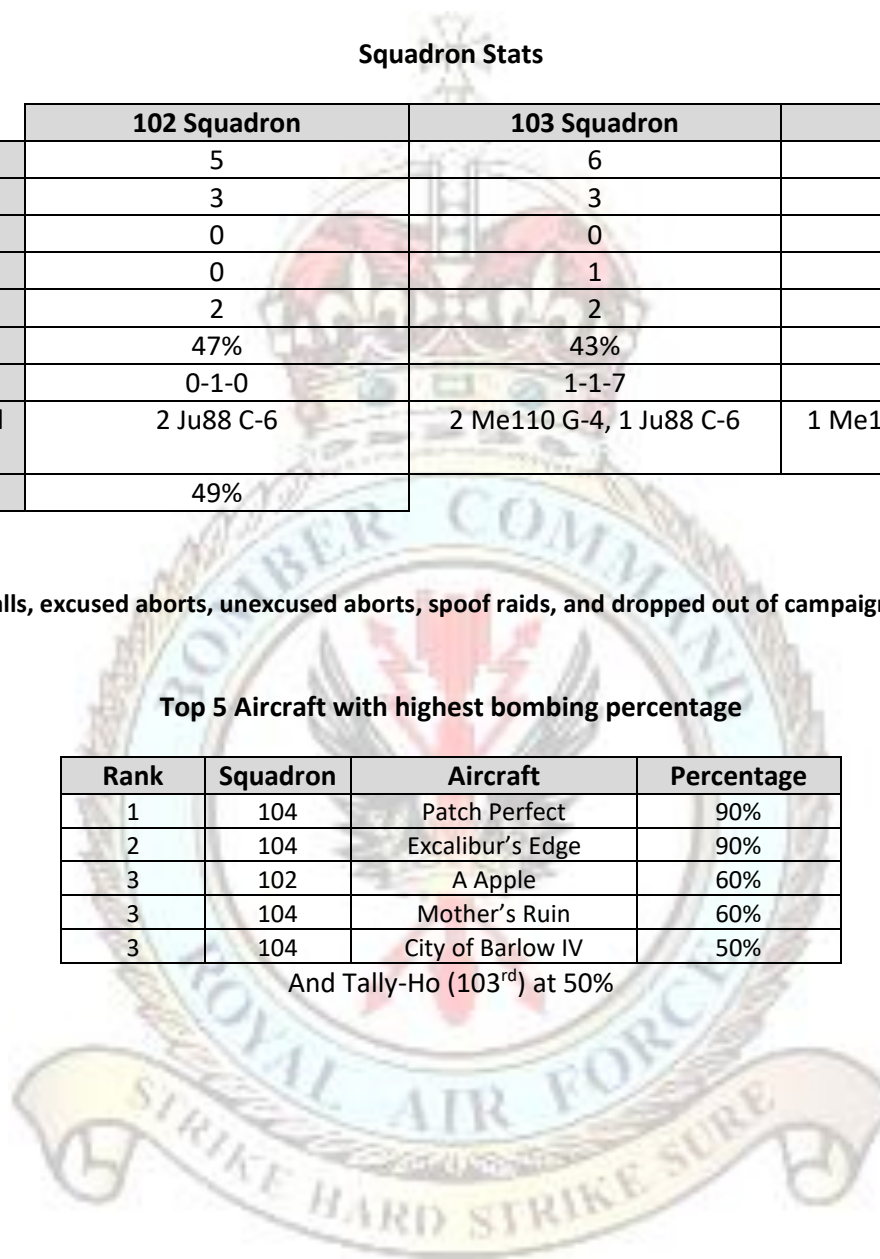 Squadron Stats
102 Squadron 103 Squadron
5 6
3 3
0 0
0 1
2 2
47% 43%
0-1-0 1-1-7
2 Ju88 C-6 2 Me110 G-4, 1 Ju88 C-6 1 Me1
49%
excused aborts, unexcused aborts, spoof raids, and dropped out of
Top 5 Aircraft with highest bombing percentage
Rank Squadron Aircraft Percentage
1 104 Patch Perfect 90%
2 104 Excalibur’s Edge 90%
3 102 A Apple 60%
3 104 Mother’s Ruin 60%
3 104 City of Barlow IV 50%
And Tally-Ho (103rd) at 50%
BOMBER COMMAND
ROYAL AIR FORCE
STRIKE HARD STRIKE SURE